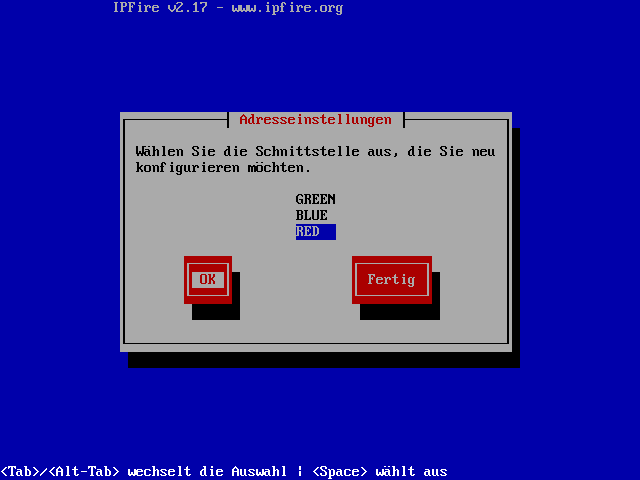 IPFire v2.17 - www.ipfire.org
Adresseinstellungen
Wählen Sie die Schnittstelle aus, die Sie neu
konfigurieren möchten.
GREEN
BLUE
RED
OK
Fertig
<Tab>/<Alt-Tab> wechselt die Auswahl | <Space> wählt aus